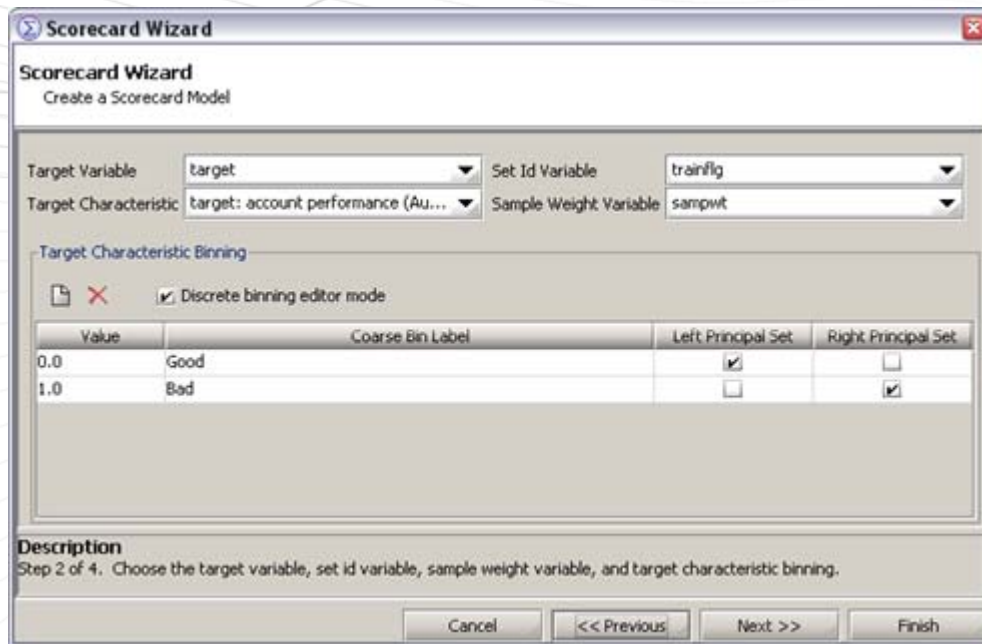 Scorecard Wizard
Scorecard Wizard
Create a Scorecard Model
Target Variable target Set Id Variable trainflg
Target Characteristic target: account performance (Au... Sample Weight Variable sampwt
Target Characteristic Binning
Discrete binning editor mode
Value Coarse Bin Label Left Principal Set Right Principal Set
0.0 Good
1.0 Bad
Description
Step 2 of 4. Choose the target variable, set id variable, sample weight variable, and target characteristic binning.
Cancel << Previous Next >> Finish